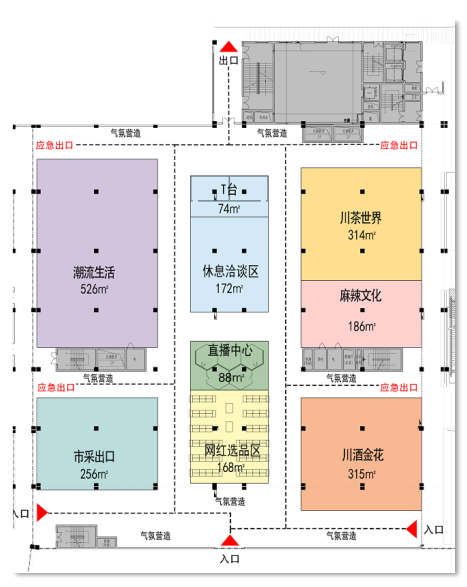 出口
气氛营造
气氛营造
应急出口
应急出口
T台
74㎡
川茶世界
314㎡
潮流生活
526㎡
休息洽谈区
172㎡
麻辣文化
186㎡
直播中心
88㎡
气氛营造
气氛营造
应急出口
应急出口
市采出口
256㎡
网红选品区
168㎡
川酒金花
315㎡
气氛营造
入口
入口
气氛营造
气氛营造
入口